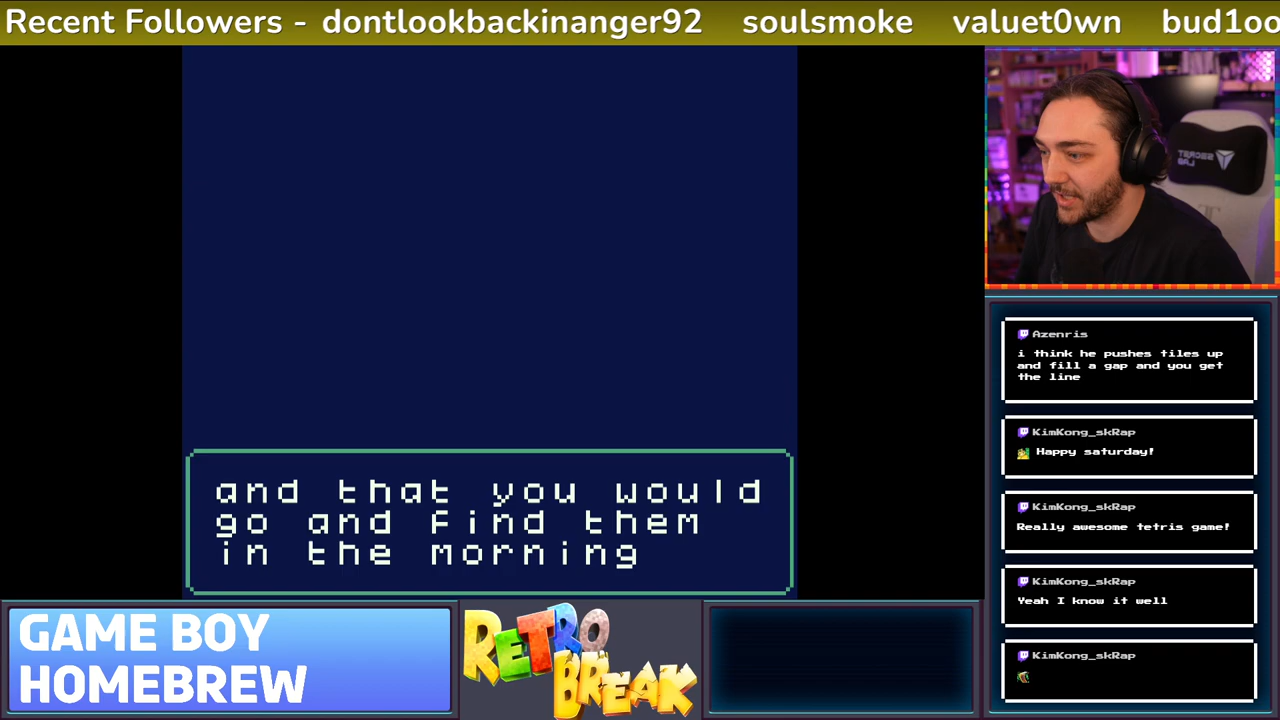 Recent Followers - dontlookbackinanger92 soulsmoke valuet0wn bud1oo
SECRET
LAB
Azenris
i think he pushes tiles up
and fill a gap and you get
the line
KimKong_skRap
Happy saturday!
KimKong_skRap
Really awesome tetris game!
KimKong_skRap
Yeah I know it well
KimKong_skRap
and that you would
go and find them
in the morning
GAME BOY
HOMEBREW
RETRO
BREAK